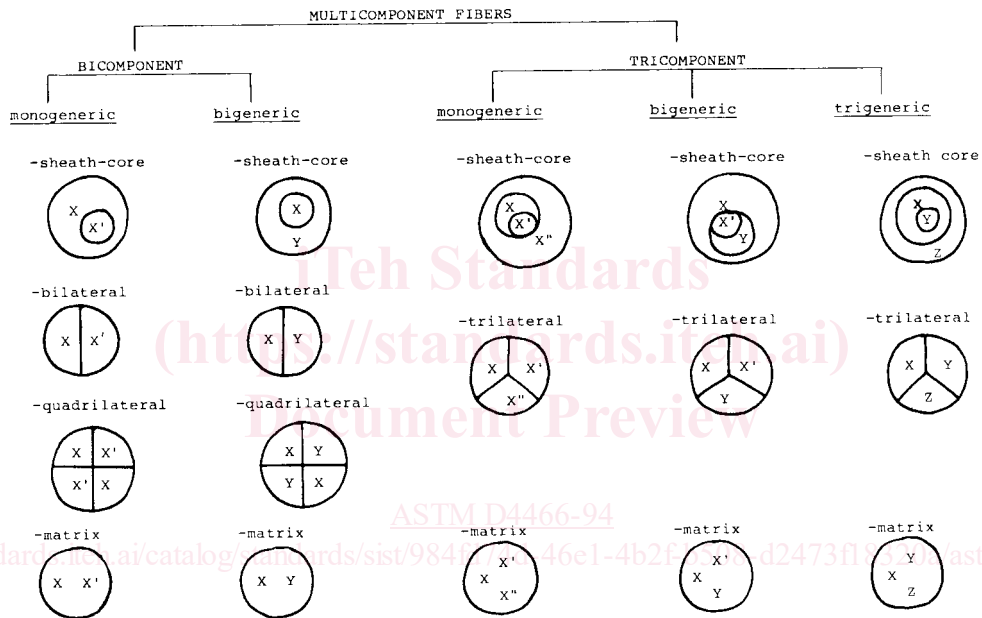 MULTICOMPONENT FIBERS
BICOMPONENT
TRICOMPONENT
monogeneric bigeneric monogeneric bigeneric trigeneric
-sheath-core -sheath-core -sheath-core -sheath-core -sheath core
X X' X Y X X' X" X X' Y X Y Z
iTeh Standards
-bilateral -bilateral -trilateral -trilateral -trilateral
X X' X Y X X' X" X X' Y X Y Z
(https://standards.iteh.ai)
-quadrilateral -quadrilateral
Document Preview
X X' X Y
X' X Y X
ASTM D4466-94
-matrix -matrix -matrix -matrix -matrix
X X' X Y X X' X" X X' Y X Y Z